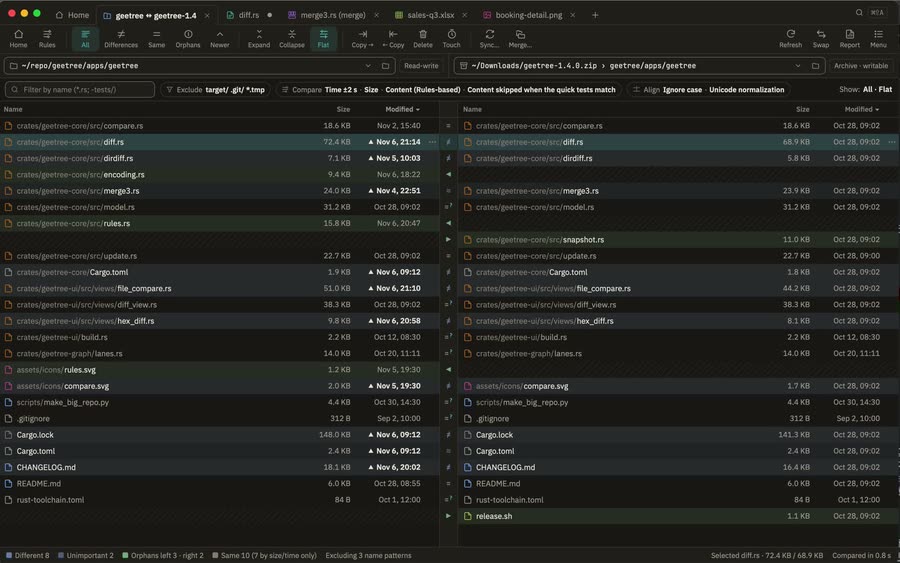 Home geetree ↔ geetree-1.4 × diff.rs ● merge3.rs (merge) × sales-q3.xlsx × booking-detail.png × +
Home Rules All Differences Same Orphans Newer Expand Collapse Flat Copy→ ←Copy Delete Touch Sync... Merge... Refresh Swap Report Menu
~/repo/geetree/apps/geetree Read-write ~/Downloads/geetree-1.4.0.zip › geetree/apps/geetree Archive · writable
Filter by name (*.rs; -tests/) Exclude target/ .git/ *.tmp Compare Time ±2 s · Size · Content (Rules-based) · Content skipped when the quick tests match Align Ignore case · Unicode normalization Show: All · Flat
Name Size Modified Name Size Modified
crates/geetree-core/src/compare.rs 18.6 KB Nov 2, 15:40 = crates/geetree-core/src/compare.rs 18.6 KB Oct 28, 09:02
crates/geetree-core/src/diff.rs 72.4 KB ▲ Nov 6, 21:14 ··· ≠ crates/geetree-core/src/diff.rs 68.9 KB Oct 28, 09:02 ···
crates/geetree-core/src/dirdiff.rs 7.1 KB ▲ Nov 5, 10:03 ≠ crates/geetree-core/src/dirdiff.rs 5.8 KB Oct 28, 09:02
crates/geetree-core/src/encoding.rs 9.4 KB Nov 6, 18:22
crates/geetree-core/src/merge3.rs 24.0 KB ▲ Nov 4, 22:51 crates/geetree-core/src/merge3.rs 23.9 KB Oct 28, 09:02
crates/geetree-core/src/model.rs 31.2 KB Oct 28, 09:02 =? crates/geetree-core/src/model.rs 31.2 KB Oct 28, 09:02
crates/geetree-core/src/rules.rs 15.8 KB Nov 6, 20:47
crates/geetree-core/src/snapshot.rs 11.0 KB Oct 28, 09:02
crates/geetree-core/src/update.rs 22.7 KB Oct 28, 09:02 = crates/geetree-core/src/update.rs 22.7 KB Oct 28, 09:00
crates/geetree-core/Cargo.toml 1.9 KB ▲ Nov 6, 09:12 ≠ crates/geetree-core/Cargo.toml 1.8 KB Oct 28, 09:02
crates/geetree-ui/src/views/file_compare.rs 51.0 KB ▲ Nov 6, 21:10 ≠ crates/geetree-ui/src/views/file_compare.rs 44.2 KB Oct 28, 09:02
crates/geetree-ui/src/views/diff_view.rs 38.3 KB Oct 28, 09:02 =? crates/geetree-ui/src/views/diff_view.rs 38.3 KB Oct 28, 09:02
crates/geetree-ui/src/views/hex_diff.rs 9.8 KB ▲ Nov 6, 20:58 ≠ crates/geetree-ui/src/views/hex_diff.rs 8.1 KB Oct 28, 09:02
crates/geetree-ui/build.rs 2.2 KB Oct 12, 08:30 =? crates/geetree-ui/build.rs 2.2 KB Oct 28, 09:02
crates/geetree-graph/lanes.rs 14.0 KB Oct 20, 11:11 =? crates/geetree-graph/lanes.rs 14.0 KB Oct 28, 09:02
assets/icons/rules.svg 1.2 KB Nov 5, 19:30
assets/icons/compare.svg 2.0 KB ▲ Nov 5, 19:30 ≠ assets/icons/compare.svg 1.7 KB Oct 28, 09:02
scripts/make_big_repo.py 4.4 KB Oct 30, 14:30 =? scripts/make_big_repo.py 4.4 KB Oct 28, 09:02
.gitignore 312 B Sep 2, 10:00 =? .gitignore 312 B Oct 28, 09:02
Cargo.lock 148.0 KB ▲ Nov 6, 09:12 ≠ Cargo.lock 141.3 KB Oct 28, 09:02
Cargo.toml 2.4 KB ▲ Nov 6, 09:12 Cargo.toml 2.4 KB Oct 28, 09:02
CHANGELOG.md 18.1 KB ▲ Nov 6, 20:02 ≠ CHANGELOG.md 16.4 KB Oct 28, 09:02
README.md 6.0 KB Oct 28, 08:55 = README.md 6.0 KB Oct 28, 09:02
rust-toolchain.toml 84 B Oct 1, 12:00 =? rust-toolchain.toml 84 B Oct 28, 09:02
release.sh 1.1 KB Oct 28, 09:02
Different 8 Unimportant 2 Orphans left 3 · right 2 Same 10 (7 by size/time only) Excluding 3 name patterns Selected diff.rs · 72.4 KB / 68.9 KB Compared in 0.8 s